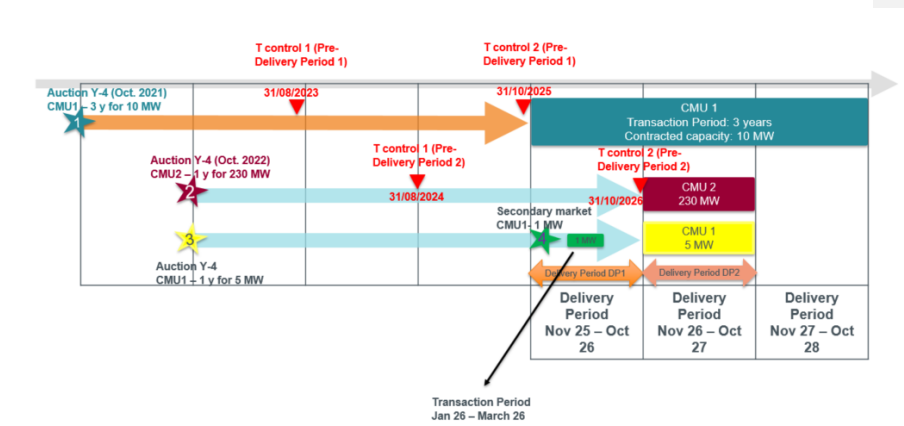 T control 1 (Pre-
Delivery Period 1)
T control 2 (Pre-
Delivery Period 1)
31/08/2023
31/10/2025
Auction Y-4 (Oct. 2021)
CMU1 – 3 y for 10 MW
1
CMU 1
Transaction Period: 3 years
Contracted capacity: 10 MW
T control 1 (Pre-
Delivery Period 2)
T control 2 (Pre-
Delivery Period 2)
Auction Y-4 (Oct. 2022)
CMU2 – 1 y for 230 MW
2
31/08/2024
31/10/2026
CMU 2
230 MW
Secondary market
CMU1- 1 MW
3
4
1 MW
CMU 1
5 MW
Auction Y-4
CMU1 – 1 y for 5 MW
Delivery Period DP1
Delivery Period DP2
Delivery
Period
Nov 25 – Oct
26
Delivery
Period
Nov 26 – Oct
27
Delivery
Period
Nov 27 – Oct
28
Transaction Period
Jan 26 – March 26